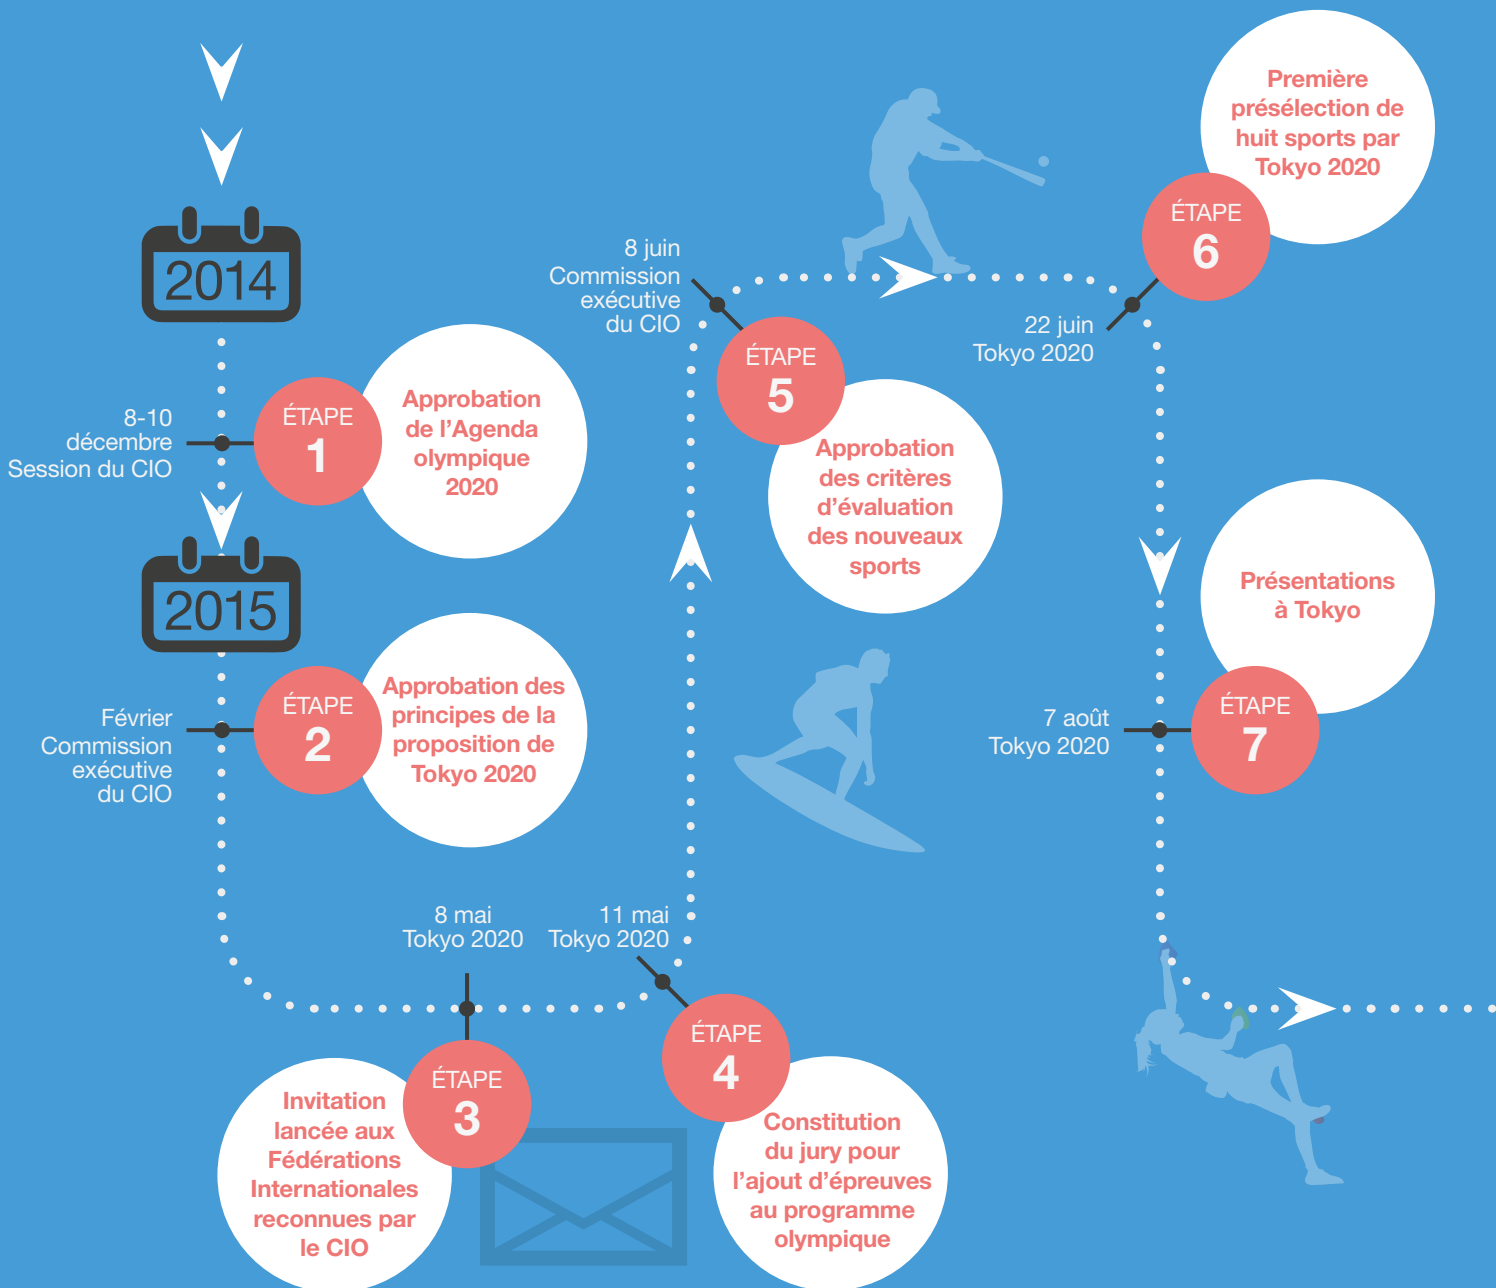 2014
8-10
décembre
Session du CIO
ÉTAPE
1
Approbation
de l’Agenda
olympique
2020
2015
Février
Commission
exécutive
du CIO
ÉTAPE
2
Approbation des
principes de la
proposition de
Tokyo 2020
8 mai
Tokyo 2020
ÉTAPE
3
Invitation
lancée aux
Fédérations
Internationales
reconnues par
le CIO
11 mai
Tokyo 2020
ÉTAPE
4
Constitution
du jury pour
l’ajout d’épreuves
au programme
olympique
8 juin
Commission
exécutive
du CIO
ÉTAPE
5
Approbation
des critères
d’évaluation
des nouveaux
sports
22 juin
Tokyo 2020
ÉTAPE
6
Première
présélection de
huit sports par
Tokyo 2020
7 août
Tokyo 2020
ÉTAPE
7
Présentations
à Tokyo